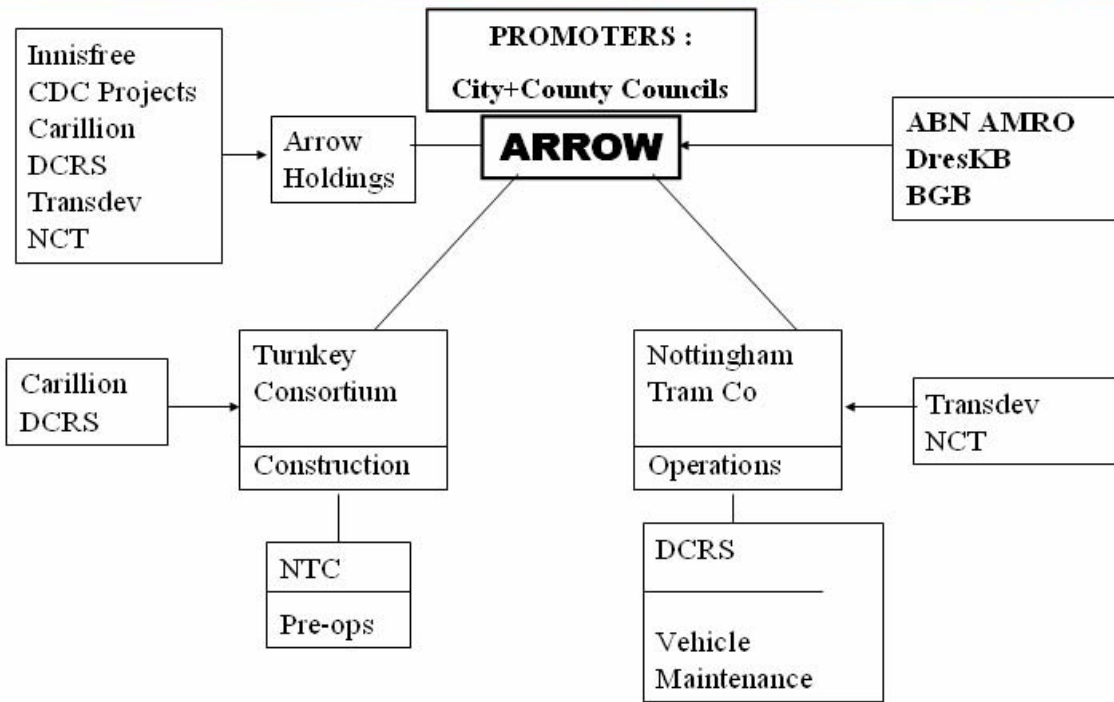 PROMOTERS :
City+County Councils
Innisfree
CDC Projects
Carillion
DCRS
Transdev
NCT
Arrow
Holdings
ARROW
ABN AMRO
DresKB
BGB
Carillion
DCRS
Turnkey
Consortium
Construction
Nottingham
Tram Co
Operations
Transdev
NCT
NTC
Pre-ops
DCRS
Vehicle
Maintenance